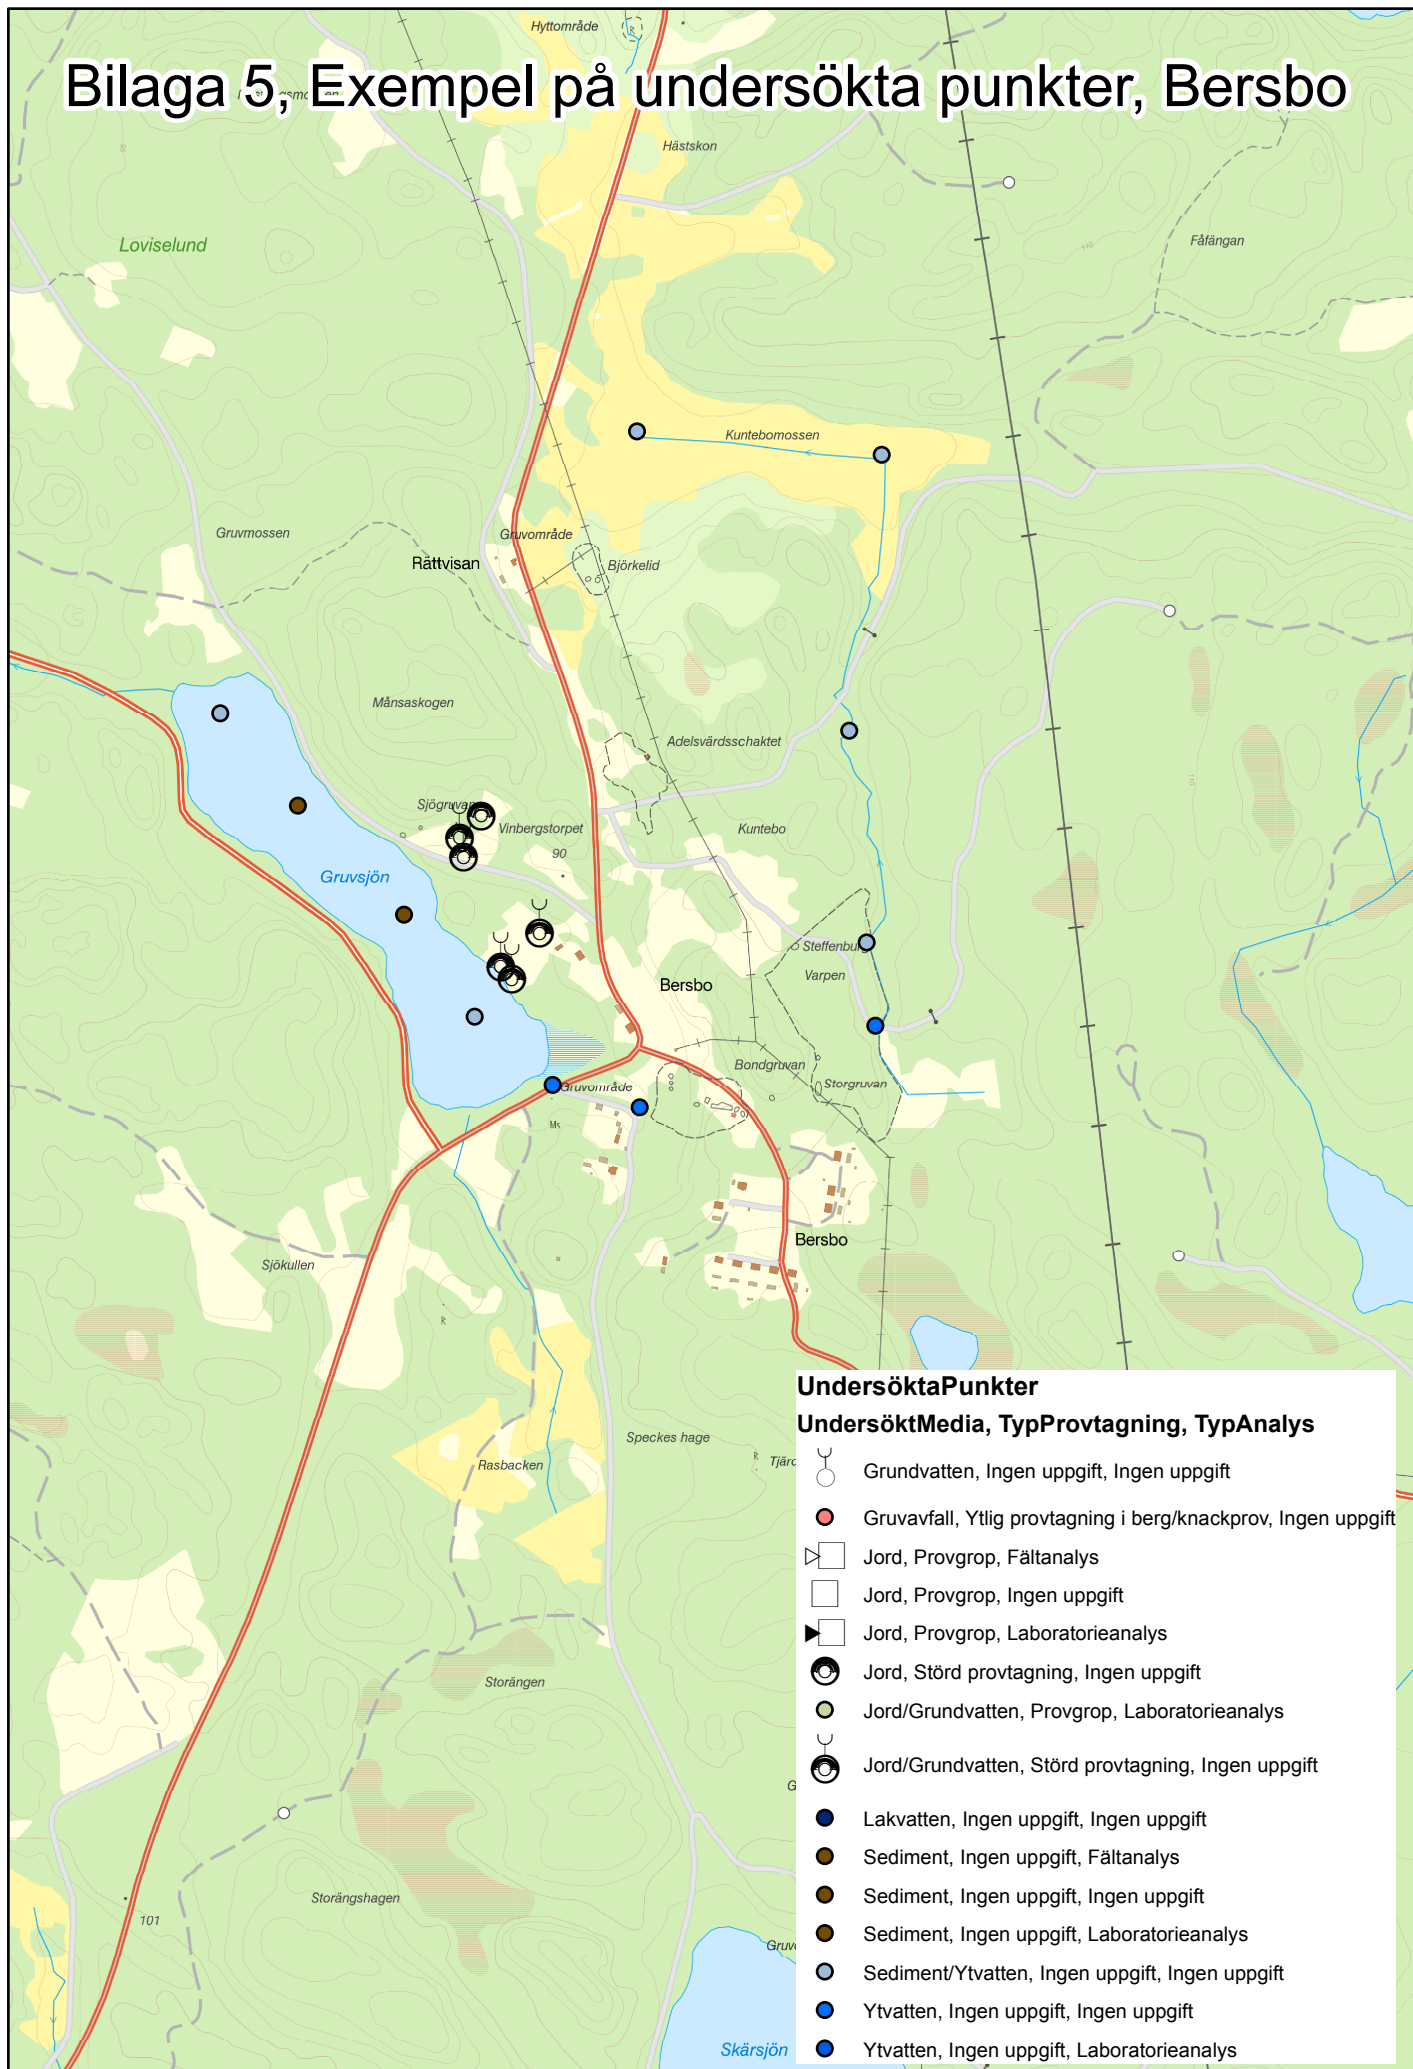 Hyttområde
Bilaga 5, Exempel på undersökta punkter, Bersbo
Hästskon
Loviselund
Fåfängan
110
Kuntebomossen
Gruvmossen
Gruvområde
Rättvisan
Björkelid
Månsaskogen
Adelsvärdsschaktet
110
Sjögruvan
Vinbergstorpet
Kuntebo
90
Gruvsjön
Steffenburg
Varpen
Bersbo
Bondgruvan
Storgruvan
Gruvområde
Ms
Bersbo
Sjökullen
R
Speckes hage
R
Tjärd
Rasbacken
Storängen
G
Storängshagen
101
Gruve
Skärsjön
UndersöktaPunkter
UndersöktMedia, TypProvtagning, TypAnalys
Grundvatten, Ingen uppgift, Ingen uppgift
Gruvavfall, Ytlig provtagning i berg/knackprov, Ingen uppgift
Jord, Provgrop, Fältanalys
Jord, Provgrop, Ingen uppgift
Jord, Provgrop, Laboratorieanalys
Jord, Störd provtagning, Ingen uppgift
Jord/Grundvatten, Provgrop, Laboratorieanalys
Jord/Grundvatten, Störd provtagning, Ingen uppgift
Lakvatten, Ingen uppgift, Ingen uppgift
Sediment, Ingen uppgift, Fältanalys
Sediment, Ingen uppgift, Ingen uppgift
Sediment, Ingen uppgift, Laboratorieanalys
Sediment/Ytvatten, Ingen uppgift, Ingen uppgift
Ytvatten, Ingen uppgift, Ingen uppgift
Ytvatten, Ingen uppgift, Laboratorieanalys